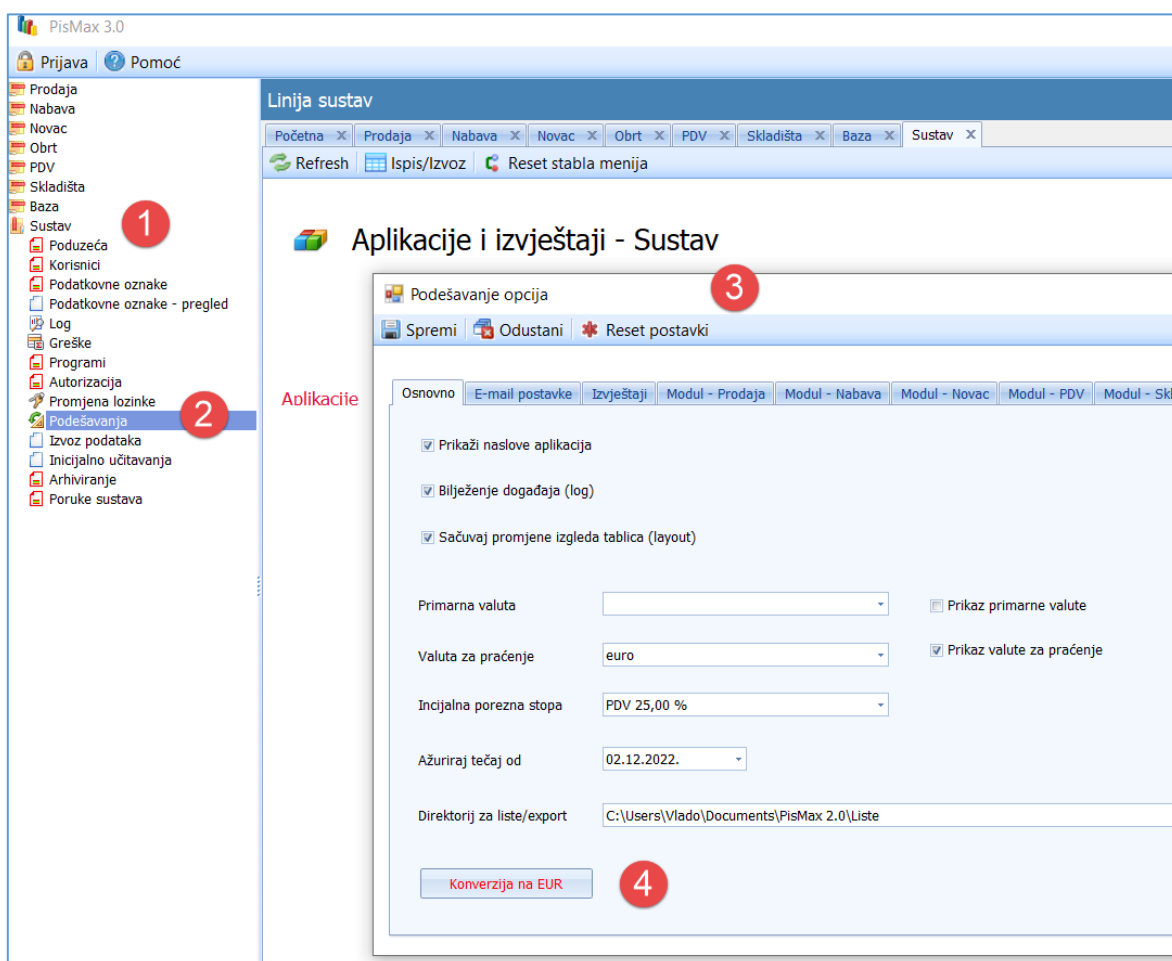 PisMax 3.0
Prijava Pomoć
Prodaja
Nabava
Novac
Obrt
PDV
Skladišta
Baza
Sustav
1
Poduzeća
Korisnici
Podatkovne oznake
Podatkovne oznake - pregled
Log
Greške
Programi
Autorizacija
Promjena lozinke
Podešavanja
2
Izvoz podataka
Inicijalno učitavanja
Arhiviranje
Poruke sustava
Linija sustav
Početna X Prodaja X Nabava X Novac X Obrt X PDV X Skladišta X Baza X Sustav X
Refresh Ispis/Izvoz Reset stabla menija
Aplikacije i izvještaji - Sustav
Aplikacije
Podešavanje opcija 3
Spremi Odustani Reset postavki
Osnovno E-mail postavke Izvještaji Modul - Prodaja Modul - Nabava Modul - Novac Modul - PDV Modul - Skl
Prikaži naslove aplikacija
Bilježenje događaja (log)
Sačuvaj promjene izgleda tablica (layout)
Primarna valuta Prikaz primarne valute
Valuta za praćenje euro Prikaz valute za praćenje
Incijalna porezna stopa PDV 25,00 %
Ažuriraj tečaj od 02.12.2022.
Direktorij za liste/export C:\Users\Vlado\Documents\PisMax 2.0\Liste
Konverzija na EUR 4